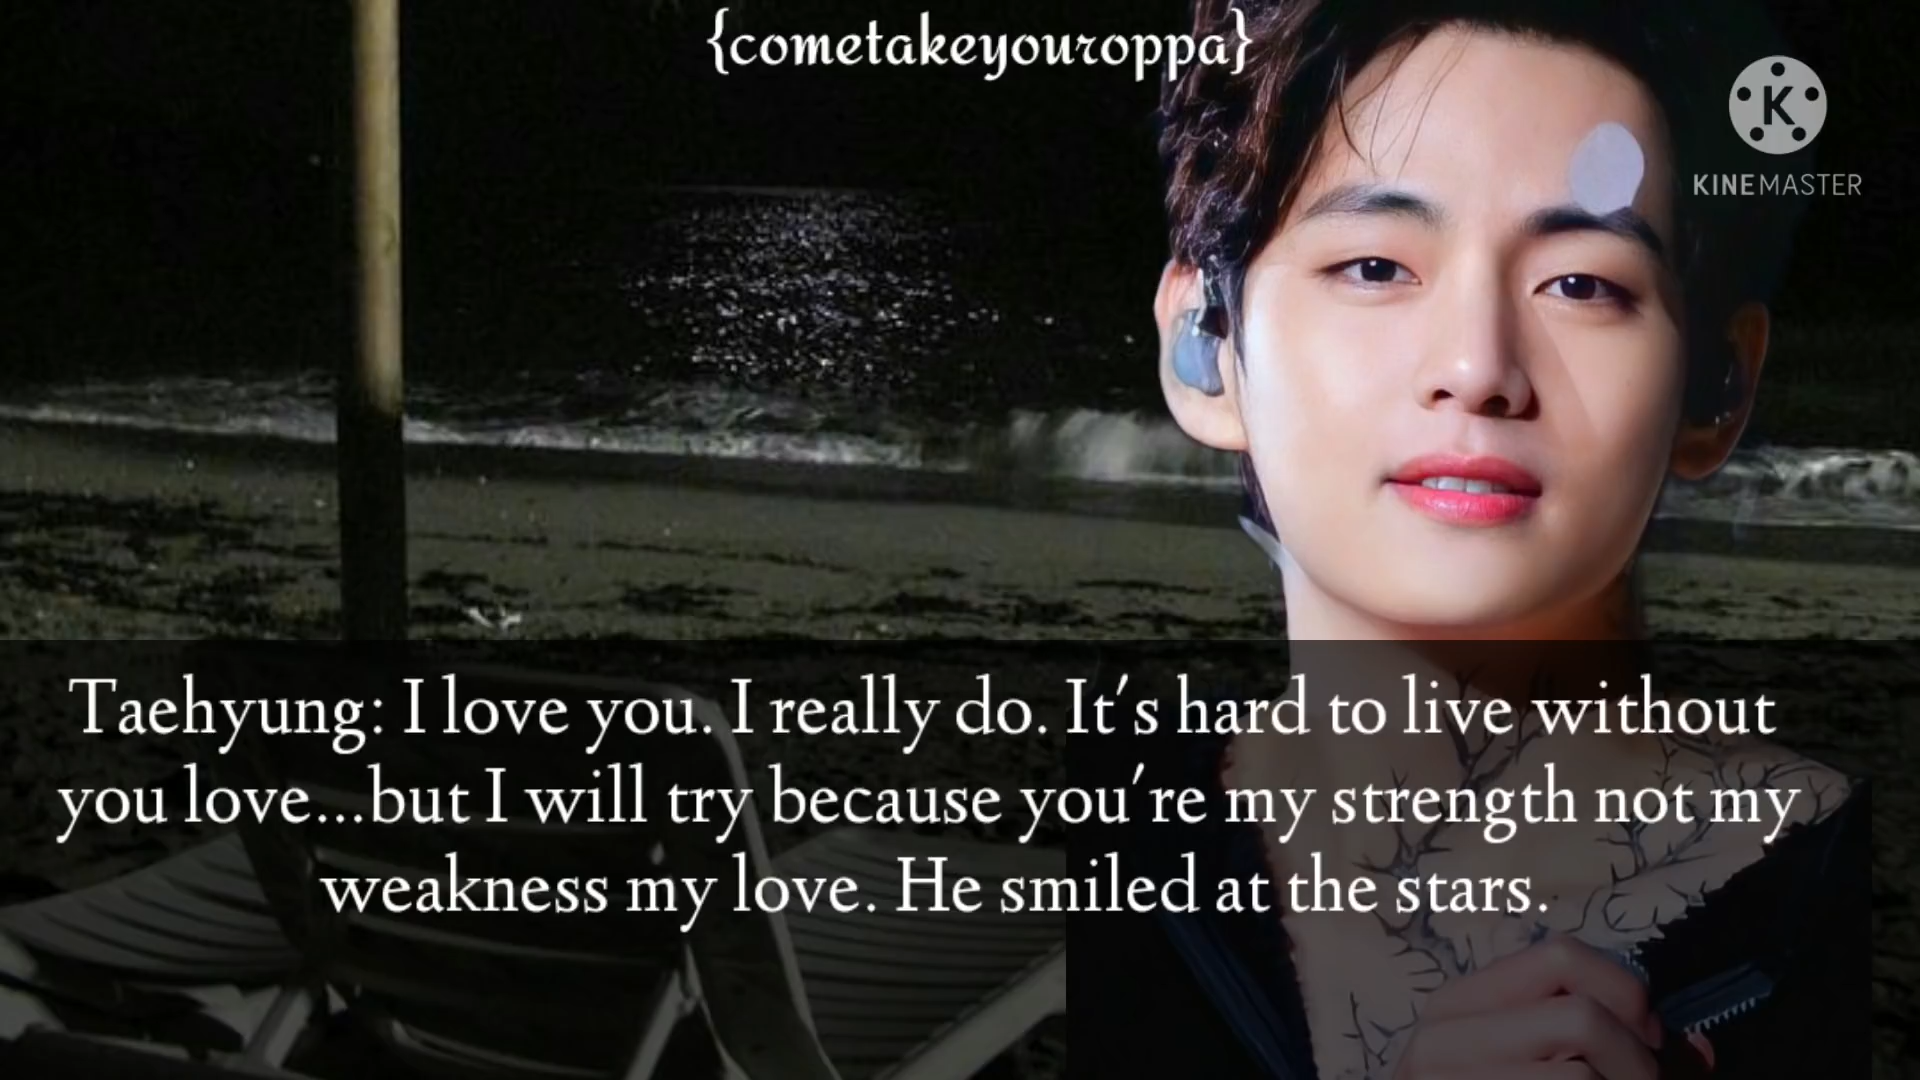 {cometakeyouroppa}
K
KINEMASTER
Taehyung: I love you. I really do. It's hard to live without
you love...but I will try because you're my strength not my
weakness my love. He smiled at the stars.